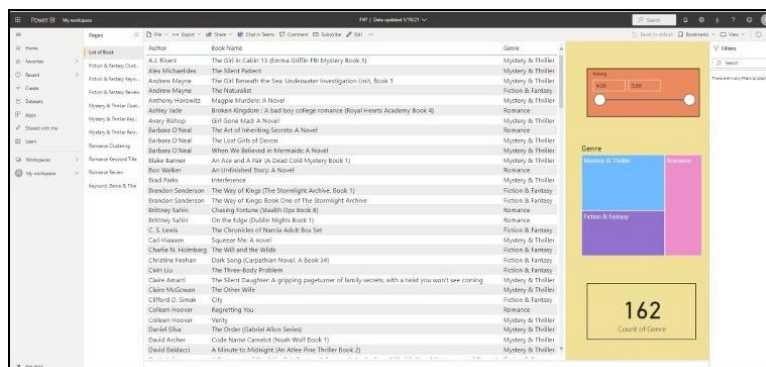 Power BI My workspace
FYP | Data updated 5/19/21
Search
Home
Favorites
Recent
Create
Datasets
Apps
Shared with me
Learn
Workspaces
My workspace
Pages
List of Book
Fiction & Fantasy Clust...
Fiction & Fantasy Key...
Fiction & Fantasy Review
Mystery & Thriller Clust...
Mystery & Thriller Key...
Mystery & Thriller Revi...
Romance Clustering
Romance Keyword Title
Romance Review
Keyword, Genre & Title
File Export Share Chat in Teams Comment Subscribe Edit ...
Reset to default Bookmarks View
Author Book Name Genre
A.J. Rivers The Girl in Cabin 13 (Emma Griffin FBI Mystery Book 1) Mystery & Thriller
Alex Michaelides The Silent Patient Mystery & Thriller
Andrew Mayne The Girl Beneath the Sea: Underwater Investigation Unit, Book 1 Mystery & Thriller
Andrew Mayne The Naturalist Fiction & Fantasy
Anthony Horowitz Magpie Murders: A Novel Mystery & Thriller
Ashley Jade Broken Kingdom : A bad boy college romance (Royal Hearts Academy Book 4) Romance
Avery Bishop Girl Gone Mad: A Novel Mystery & Thriller
Barbara O'Neal The Art of Inheriting Secrets: A Novel Romance
Barbara O'Neal The Lost Girls of Devon Mystery & Thriller
Barbara O'Neal When We Believed in Mermaids: A Novel Mystery & Thriller
Blake Banner An Ace and A Pair (A Dead Cold Mystery Book 1) Mystery & Thriller
Boo Walker An Unfinished Story: A Novel Romance
Brad Parks Interference Mystery & Thriller
Brandon Sanderson The Way of Kings (The Stormlight Archive, Book 1) Fiction & Fantasy
Brandon Sanderson The Way of Kings: Book One of The Stormlight Archive Fiction & Fantasy
Brittney Sahin Chasing Fortune (Stealth Ops Book 8) Romance
Brittney Sahin On the Edge (Dublin Nights Book 1) Romance
C. S. Lewis The Chronicles of Narnia Adult Box Set Fiction & Fantasy
Carl Hiaasen Squeeze Me: A novel Mystery & Thriller
Charlie N. Holmberg The Will and the Wilds Fiction & Fantasy
Christine Feehan Dark Song (Carpathian Novel, A Book 34) Fiction & Fantasy
Cixin Liu The Three-Body Problem Fiction & Fantasy
Claire Amarti The Silent Daughter: A gripping pageturner of family secrets, with a twist you won't see coming Mystery & Thriller
Claire McGowan The Other Wife Mystery & Thriller
Clifford D. Simak City Fiction & Fantasy
Colleen Hoover Regretting You Romance
Colleen Hoover Verity Mystery & Thriller
Daniel Silva The Order (Gabriel Allon Series) Mystery & Thriller
David Archer Code Name Camelot (Noah Wolf Book 1) Mystery & Thriller
David Baldacci A Minute to Midnight (An Atlee Pine Thriller Book 2) Mystery & Thriller
Rating
4.00 5.00
Genre
Mystery & Thriller
Romance
Fiction & Fantasy
162
Count of Genre
Filters
Search